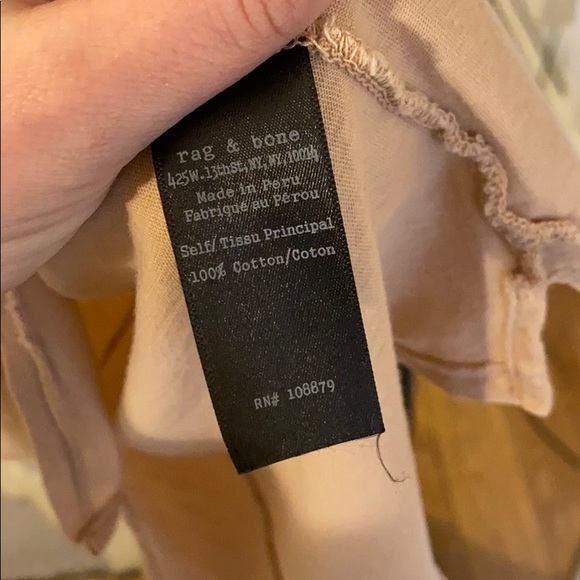 rag & bone
425W.13thSt,NY,NY,10014
Made in Peru
Fabriqué au Pérou
Self/Tissu Principal
100% Cotton/Coton
RN# 108879